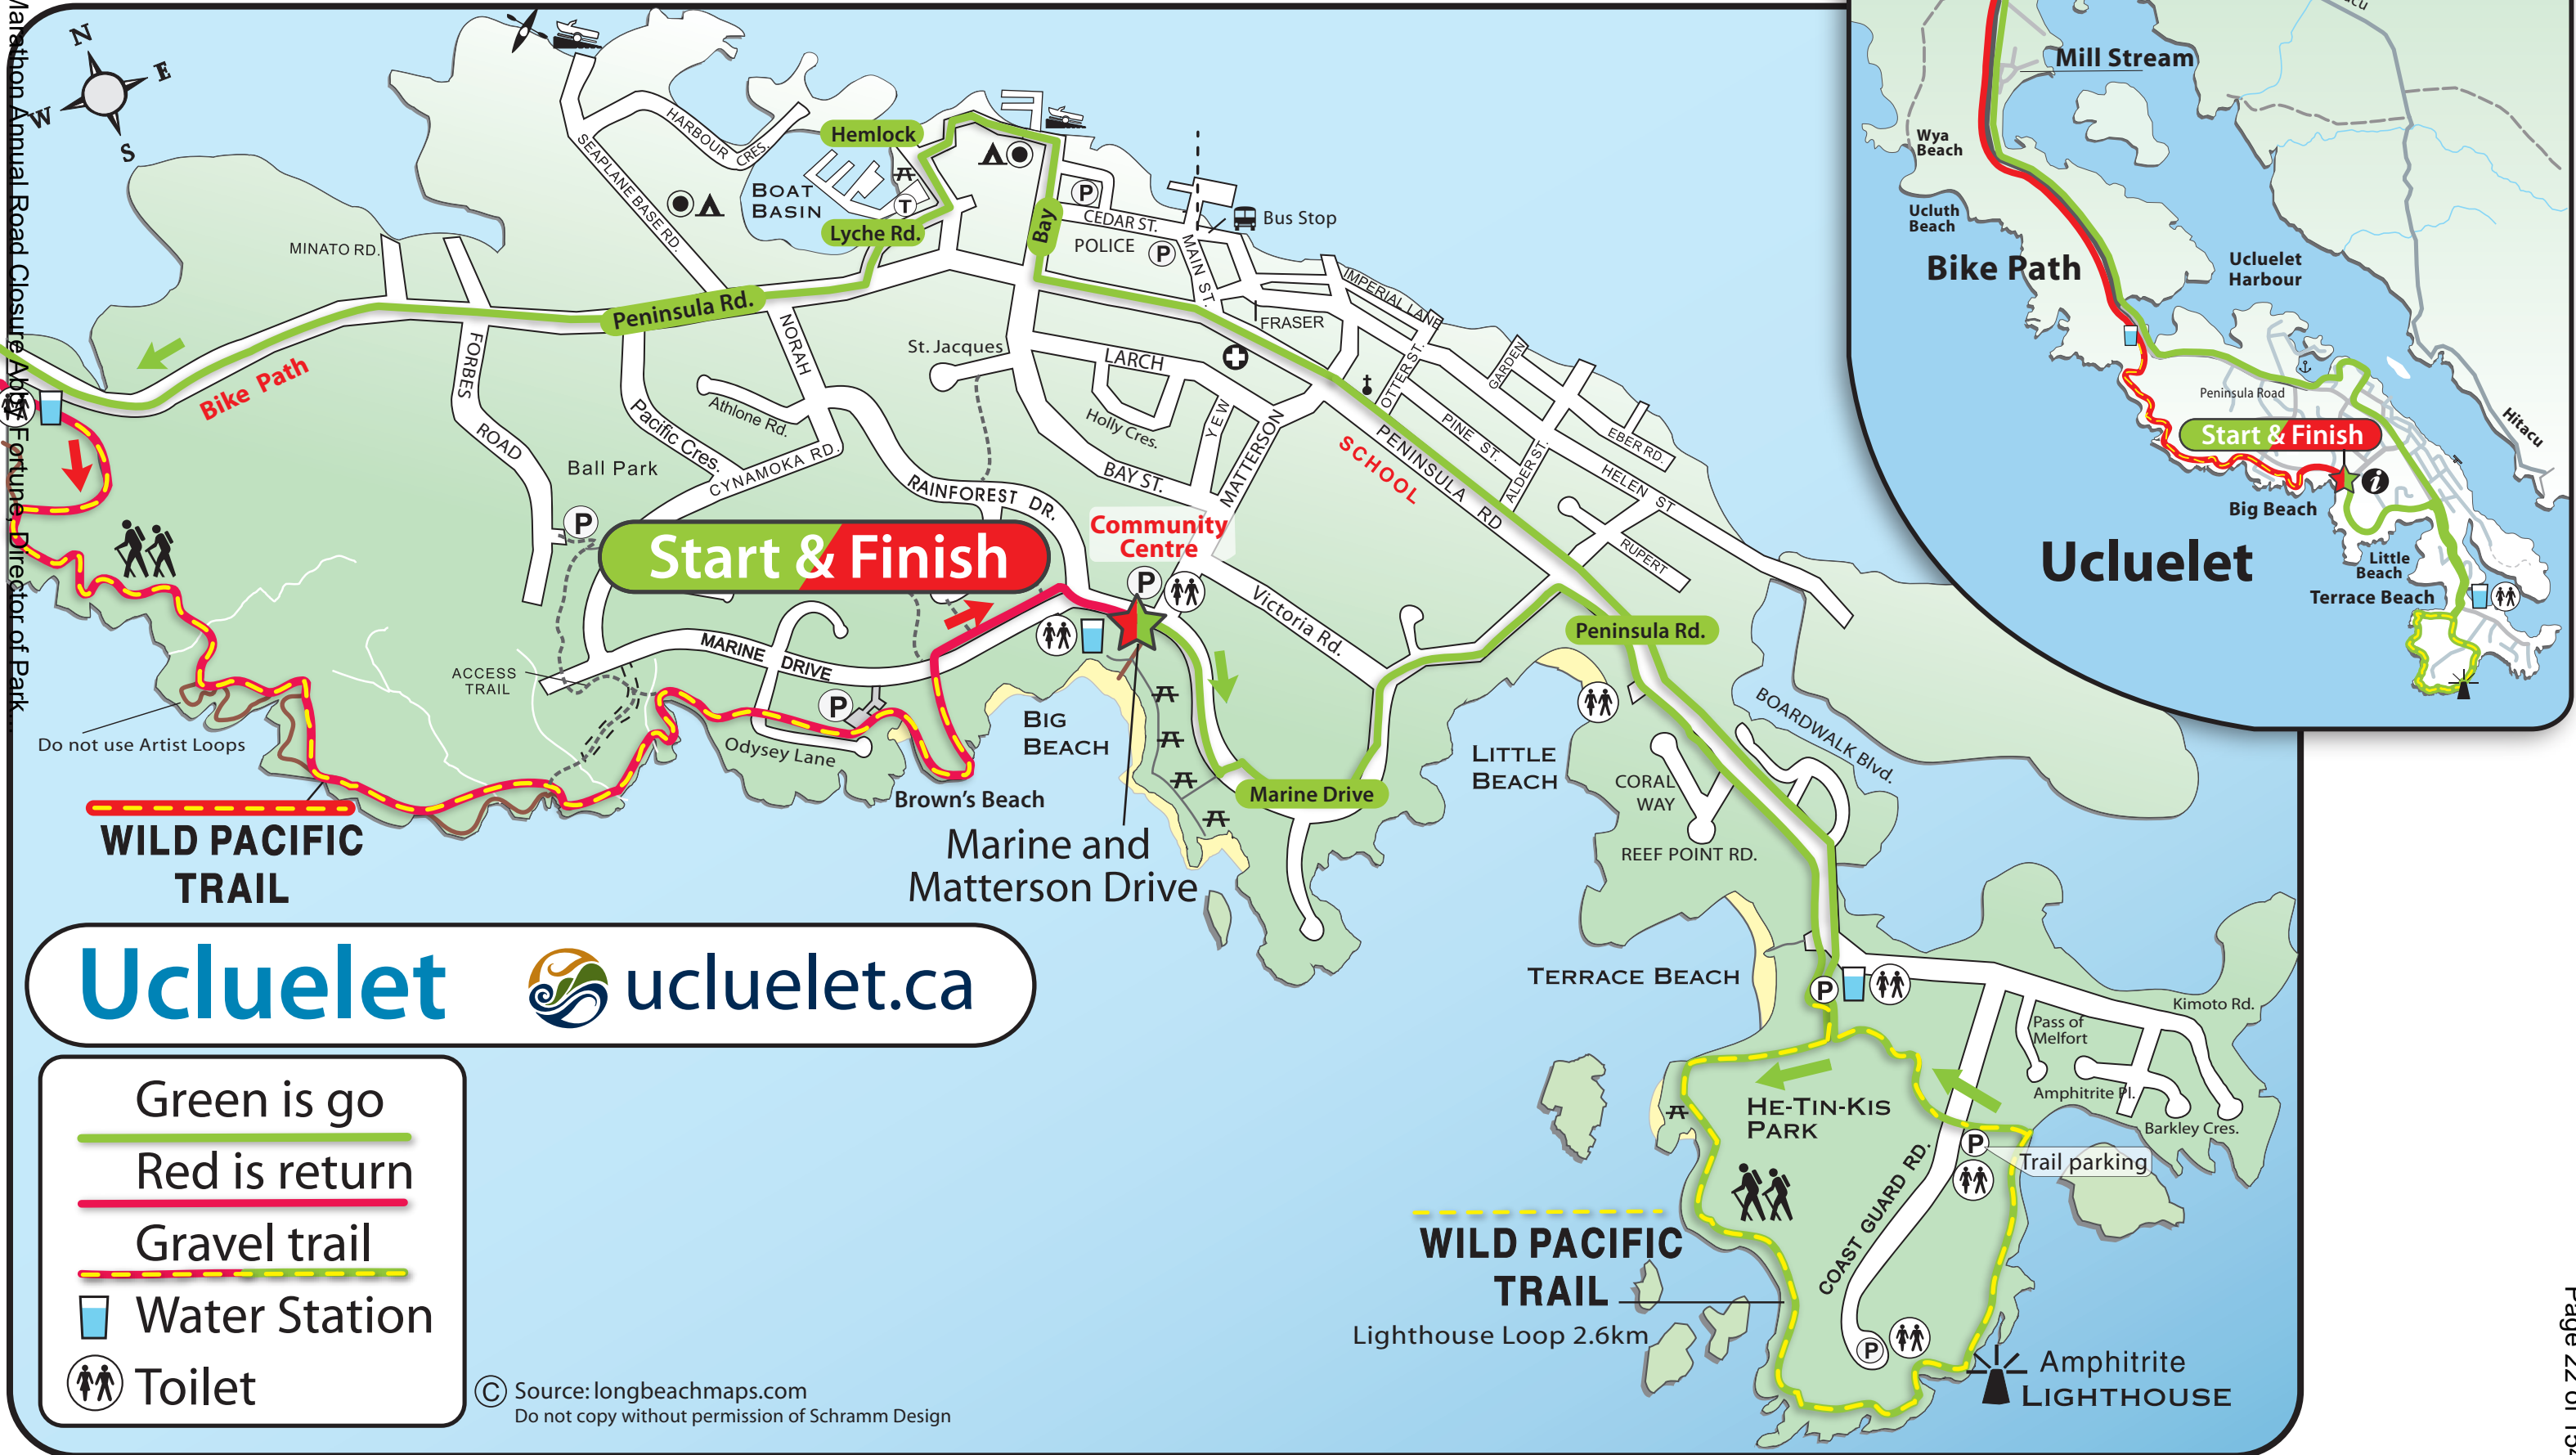 Marathon Annual Road Closure Abby Fortune, Director of Park...
N
E
W
S
HARBOUR CRES.
SEAPLANE BASE RD.
BOAT
BASIN
Hemlock
T
Lyche Rd.
Bay
P
CEDAR ST.
POLICE
P
MAIN ST.
Bus Stop
MINATO RD.
Peninsula Rd.
IMPERIAL LANE
FRASER
NORAH
FORBES
ROAD
St. Jacques
LARCH
OTTER ST.
GARDEN
Bike Path
Athlone Rd.
Pacific Cres.
Holly Cres.
YEW
MATTERSON
SCHOOL
PENINSULA
RD
PINE ST.
ALDER ST.
EBER RD.
HELEN ST
Ball Park
CYNAMOKA RD.
RAINFOREST DR.
BAY ST.
P
Start & Finish
Community
Centre
P
RUPERT
Victoria Rd.
Peninsula Rd.
MARINE DRIVE
ACCESS
TRAIL
P
BIG
BEACH
Odysey Lane
Do not use Artist Loops
Brown's Beach
Marine Drive
LITTLE
BEACH
CORAL
WAY
BOARDWALK Blvd.
REEF POINT RD.
WILD PACIFIC
TRAIL
Marine and
Matterson Drive
Ucluelet
ucluelet.ca
TERRACE BEACH
P
Kimoto Rd.
Pass of
Melfort
Amphitrite Pl.
Barkley Cres.
HE-TIN-KIS
PARK
P
Trail parking
COAST GUARD RD.
WILD PACIFIC
TRAIL
Lighthouse Loop 2.6km
P
Amphitrite
LIGHTHOUSE
Green is go
Red is return
Gravel trail
Water Station
Toilet
© Source: longbeachmaps.com
Do not copy without permission of Schramm Design
Mill Stream
Wya
Beach
Ucluth
Beach
Bike Path
Ucluelet
Harbour
Peninsula Road
Start & Finish
i
Hitacu
Big Beach
Ucluelet
Little
Beach
Terrace Beach